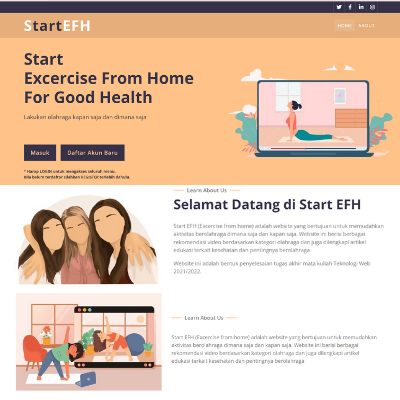 StartEFH
HOME ABOUT
Start
Excercise From Home
For Good Health
Lakukan olahraga kapan saja dan dimana saja
Masuk Daftar Akun Baru
* Harap LOGIN untuk mengakses seluruh menu.
Bila belum terdaftar silahkan REGISTER terlebih dahulu.
Learn About Us
Selamat Datang di Start EFH
Start EFH (Excercise from home) adalah website yang bertujuan untuk memudahkan
aktivitas berolahraga dimana saja dan kapan saja. Website ini berisi berbagai
rekomendasi video berdasarkan kategori olahraga dan juga dilengkapi artikel
edukasi terkait kesehatan dan pentingnya berolahraga
Website ini adalah bentuk penyelesaian tugas akhir mata kuliah Teknologi Web
2021/2022.
Learn About Us
Start EFH (Excercise from home) adalah website yang bertujuan untuk memudahkan
aktivitas berolahraga dimana saja dan kapan saja. Website ini berisi berbagai
rekomendasi video berdasarkan kategori olahraga dan juga dilengkapi artikel
edukasi terkait kesehatan dan pentingnya berolahraga